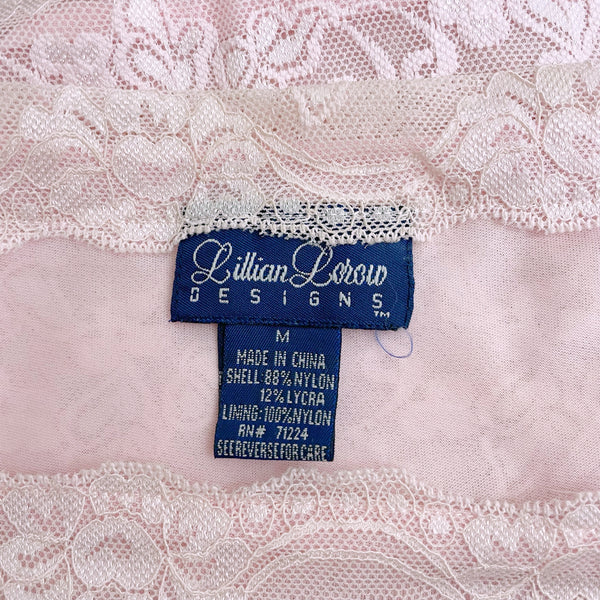 Lillian Lorow
DESIGNS
TM
M
MADE IN CHINA
SHELL: 88% NYLON
12% LYCRA
LINING: 100% NYLON
RN# 71224
SEE REVERSE FOR CARE